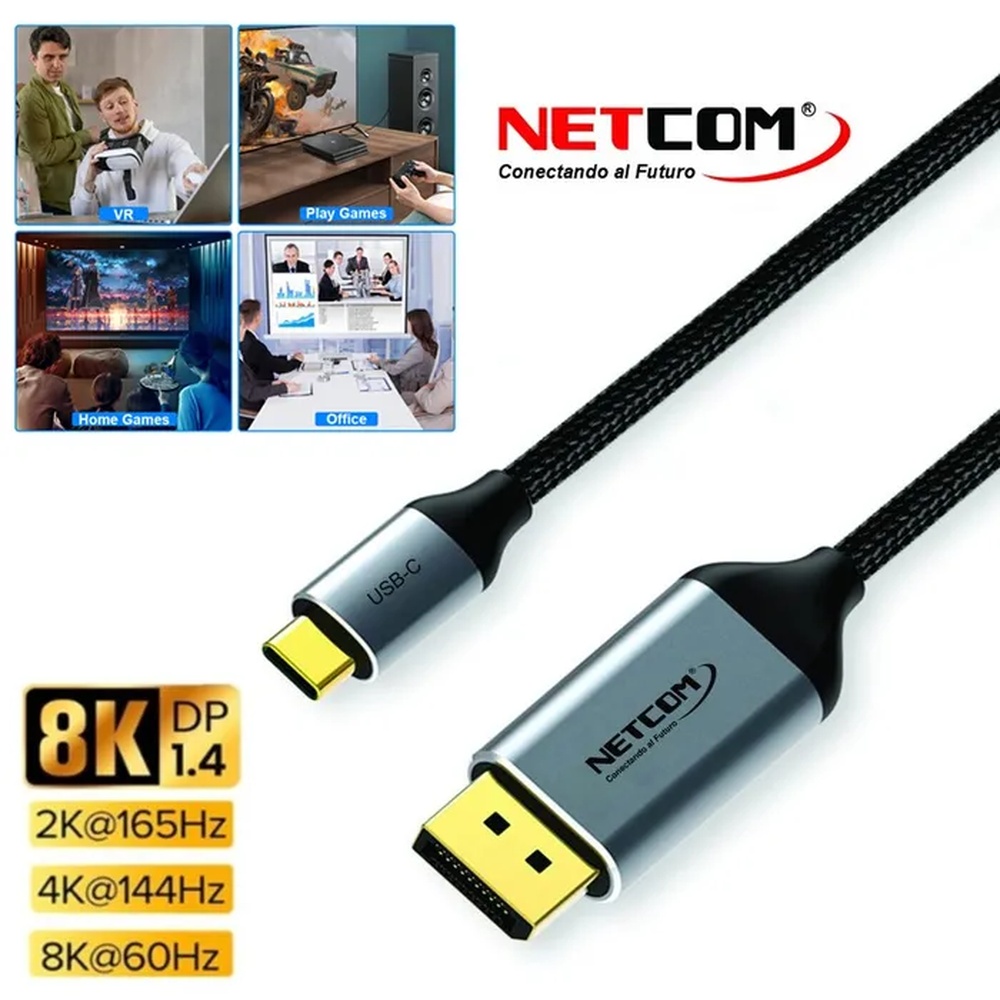 VR
Play Games
Home Games
Office
NETCOM®
Conectando al Futuro
USB-C
NETCOM®
Conectando al Futuro
8K DP 1.4
2K@165Hz
4K@144Hz
8K@60Hz